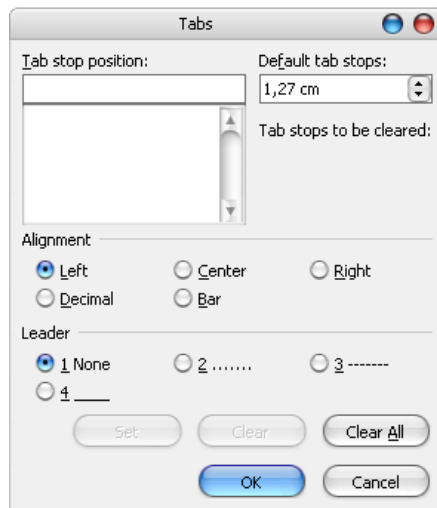 Tabs
Tab stop position: Default tab stops:
1,27 cm
Tab stops to be cleared:
Alignment
Left Center Right
Decimal Bar
Leader
1 None 2 ....... 3 -------
4 ____
Set Clear Clear All
OK Cancel